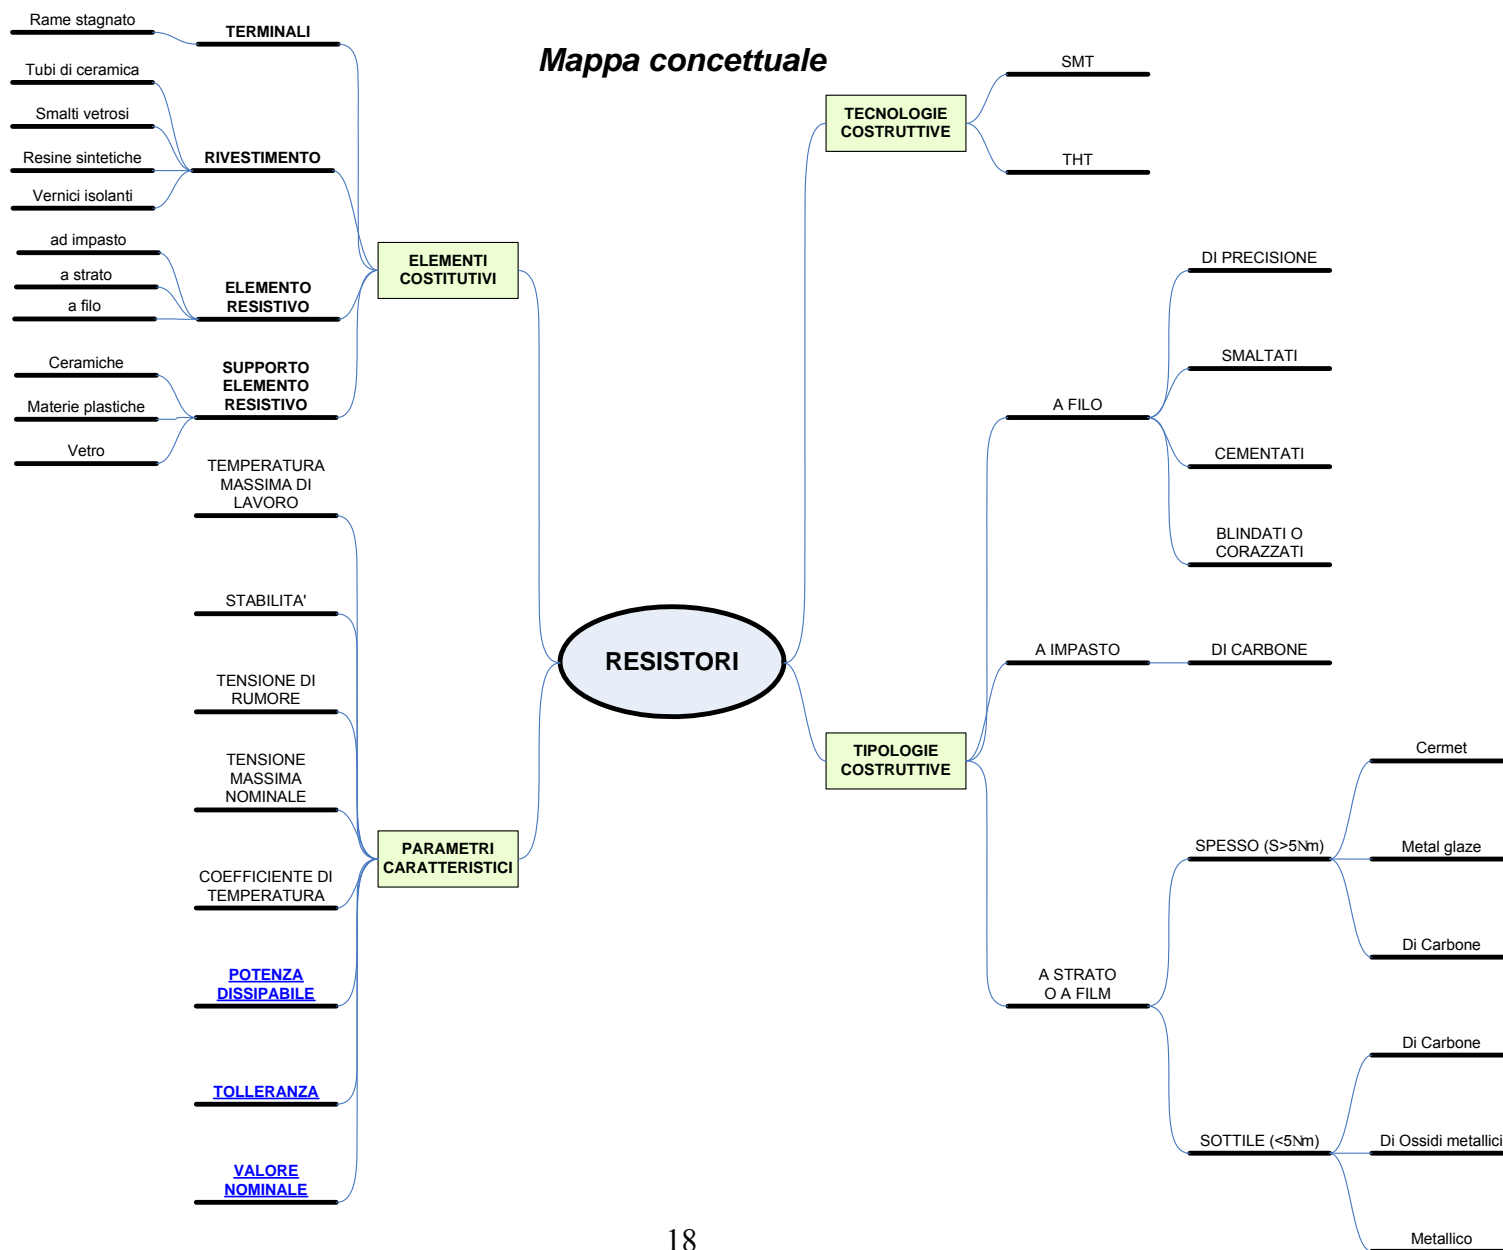 Mappa concettuale
Rame stagnato
TERMINALI
Tubi di ceramica
Smalti vetrosi
Resine sintetiche
Vernici isolanti
RIVESTIMENTO
ad impasto
a strato
a filo
ELEMENTO
RESISTIVO
Ceramiche
Materie plastiche
Vetro
SUPPORTO
ELEMENTO
RESISTIVO
ELEMENTI
COSTITUTIVI
TEMPERATURA
MASSIMA DI
LAVORO
STABILITA'
TENSIONE DI
RUMORE
TENSIONE
MASSIMA
NOMINALE
COEFFICIENTE DI
TEMPERATURA
POTENZA
DISSIPABILE
TOLLERANZA
VALORE
NOMINALE
PARAMETRI
CARATTERISTICI
RESISTORI
TECNOLOGIE
COSTRUTTIVE
SMT
THT
TIPOLOGIE
COSTRUTTIVE
A FILO
DI PRECISIONE
SMALTATI
CEMENTATI
BLINDATI O
CORAZZATI
A IMPASTO
DI CARBONE
A STRATO
O A FILM
SPESSO (S>5Nm)
Cermet
Metal glaze
Di Carbone
SOTTILE (<5Nm)
Di Carbone
Di Ossidi metallici
Metallico
18